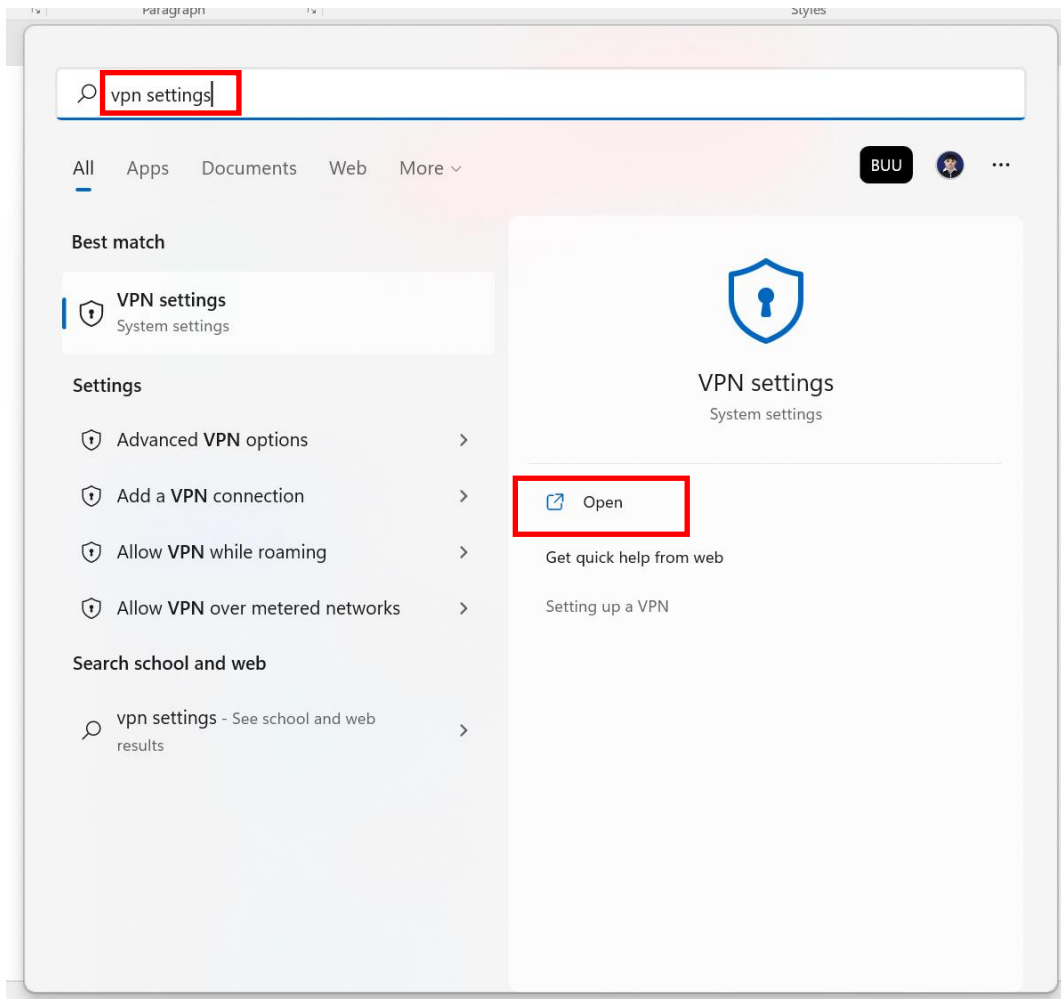 Paragraph Styles
vpn settings
All Apps Documents Web More BUU ...
Best match
VPN settings
System settings
Settings
Advanced VPN options
Add a VPN connection
Allow VPN while roaming
Allow VPN over metered networks
Search school and web
vpn settings - See school and web
results
VPN settings
System settings
Open
Get quick help from web
Setting up a VPN